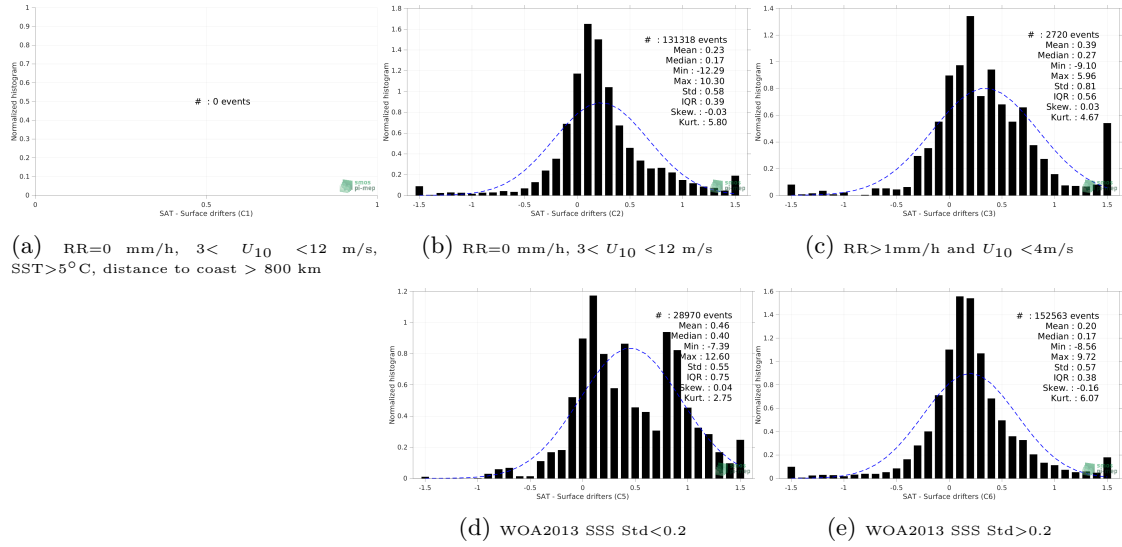 1
0.9
0.8
0.7
0.6
0.5
0.4
0.3
0.2
0.1
0
Normalized histogram
# : 0 events
smos
pi-mep
0 0.5 1
SAT - Surface drifters (C1)
(a) RR=0 mm/h, 3< U10 <12 m/s,
SST>5°C, distance to coast > 800 km
1.8
1.6
1.4
1.2
1
0.8
0.6
0.4
0.2
0
Normalized histogram
# : 131318 events
Mean : 0.23
Median : 0.17
Min : -12.29
Max : 10.30
Std : 0.58
IQR : 0.39
Skew. : -0.03
Kurt. : 5.80
smos
pi-mep
-1.5 -1 -0.5 0 0.5 1 1.5
SAT - Surface drifters (C2)
(b) RR=0 mm/h, 3< U10 <12 m/s
1.4
1.2
1
0.8
0.6
0.4
0.2
0
Normalized histogram
# : 2720 events
Mean : 0.39
Median : 0.27
Min : -9.10
Max : 5.96
Std : 0.81
IQR : 0.56
Skew. : 0.03
Kurt. : 4.67
smos
pi-mep
-1.5 -1 -0.5 0 0.5 1 1.5
SAT - Surface drifters (C3)
(c) RR>1mm/h and U10 <4m/s
1.2
1
0.8
0.6
0.4
0.2
0
Normalized histogram
# : 28970 events
Mean : 0.46
Median : 0.40
Min : -7.39
Max : 12.60
Std : 0.55
IQR : 0.75
Skew. : 0.04
Kurt. : 2.75
smos
pi-mep
-1.5 -1 -0.5 0 0.5 1 1.5
SAT - Surface drifters (C5)
(d) WOA2013 SSS Std<0.2
1.6
1.4
1.2
1
0.8
0.6
0.4
0.2
0
Normalized histogram
# : 152563 events
Mean : 0.20
Median : 0.17
Min : -8.56
Max : 9.72
Std : 0.57
IQR : 0.38
Skew. : -0.16
Kurt. : 6.07
smos
pi-mep
-1.5 -1 -0.5 0 0.5 1 1.5
SAT - Surface drifters (C6)
(e) WOA2013 SSS Std>0.2